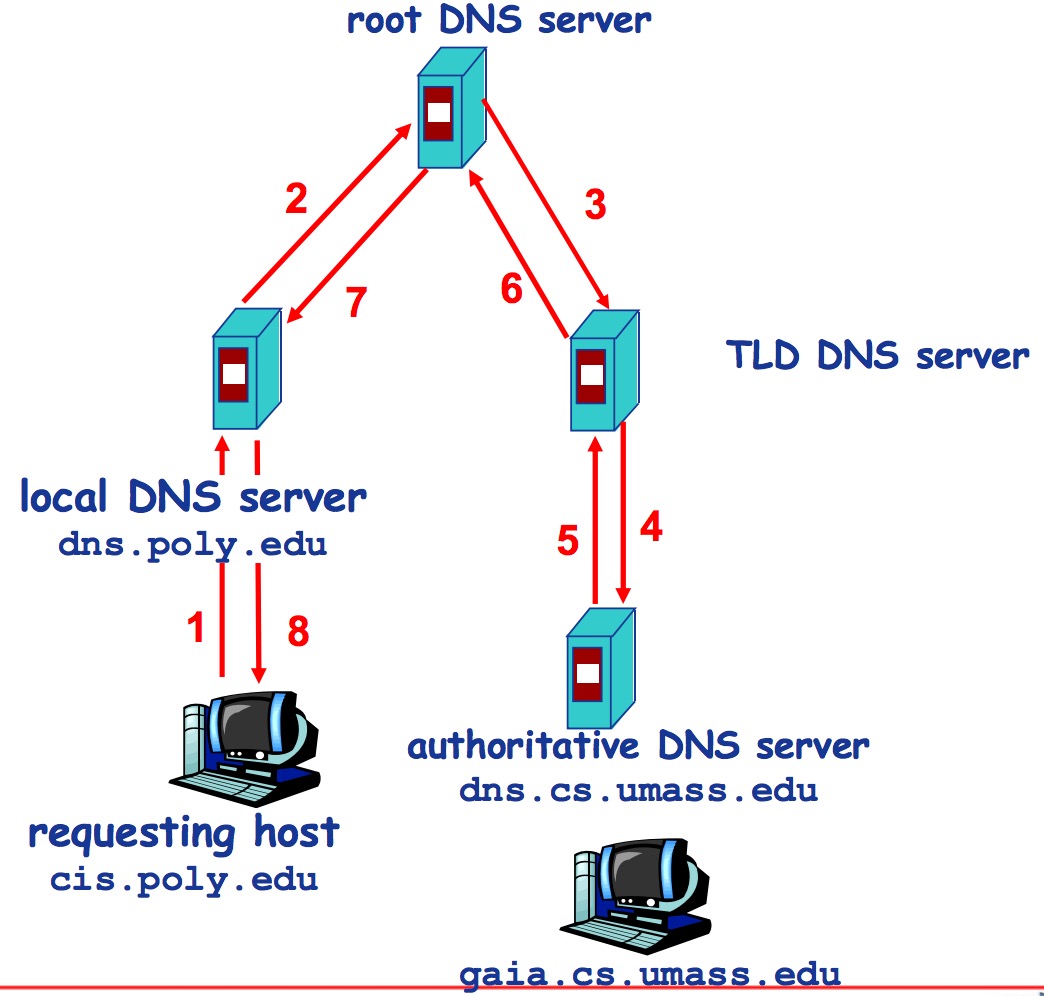 root DNS server
2
3
7
6
TLD DNS server
local DNS server
dns.poly.edu
5
4
1
8
authoritative DNS server
dns.cs.umass.edu
requesting host
cis.poly.edu
gaia.cs.umass.edu